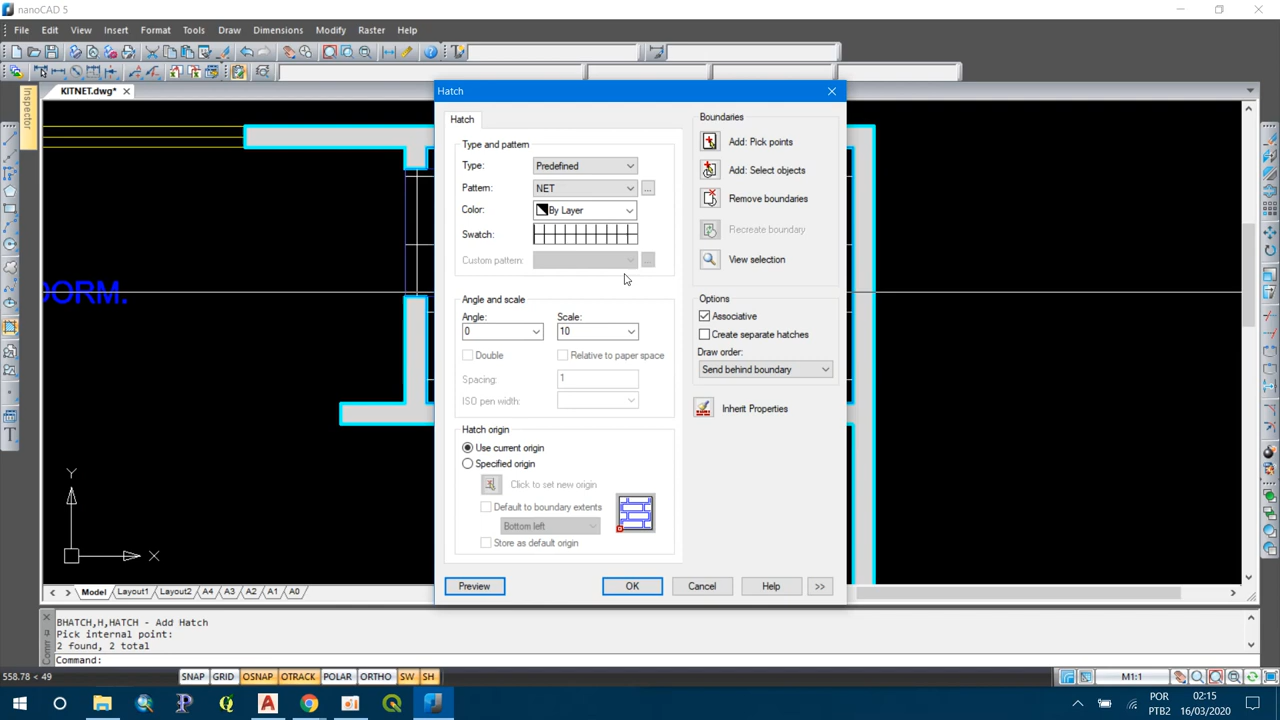 nanoCAD 5
File Edit View Insert Format Tools Draw Dimensions Modify Raster Help
KITNET.dwg*
Inspector
DORM.
Hatch
Hatch
Type and pattern
Type: Predefined
Pattern: NET ...
Color: By Layer
Swatch:
Custom pattern: ...
Angle and scale
Angle: Scale:
0 10
Double Relative to paper space
Spacing: 1
ISO pen width:
Hatch origin
Use current origin
Specified origin
Click to set new origin
Default to boundary extents
Bottom left
Store as default origin
Boundaries
Add: Pick points
Add: Select objects
Remove boundaries
Recreate boundary
View selection
Options
Associative
Create separate hatches
Draw order:
Send behind boundary
Inherit Properties
Preview OK Cancel Help >>
Y
X
Model Layout1 Layout2 A4 A3 A2 A1 A0
BHATCH,H,HATCH - Add Hatch
Pick internal point:
2 found, 2 total
Command:
558.78 < 49 SNAP GRID OSNAP OTRACK POLAR ORTHO SW SH M1:1
POR
PTB2
02:15
16/03/2020